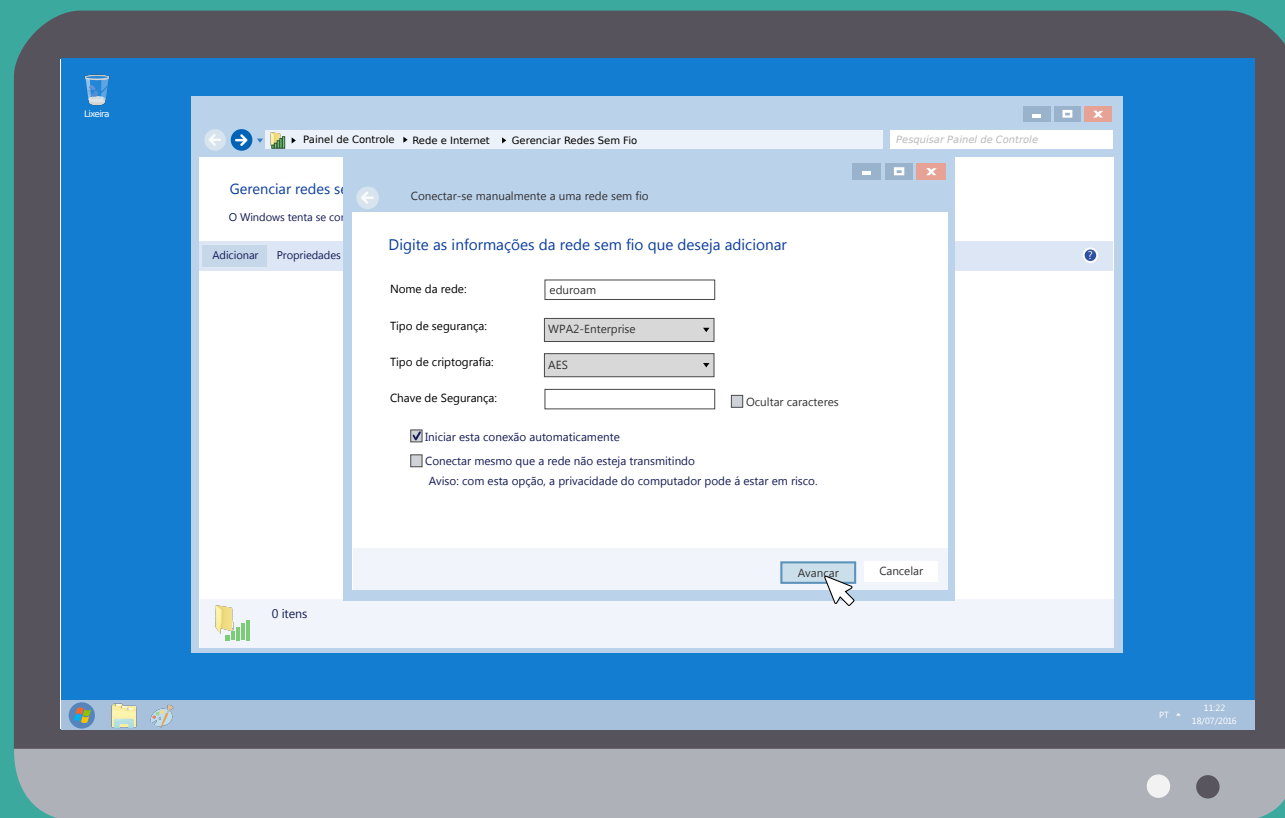 Lixeira
Painel de Controle Rede e Internet Gerenciar Redes Sem Fio
Pesquisar Painel de Controle
Gerenciar redes
O Windows tenta se
Conectar-se manualmente a uma rede sem fio
Adicionar Propriedades
Digite as informações da rede sem fio que deseja adicionar
Nome da rede: eduroam
Tipo de segurança: WPA2-Enterprise
Tipo de criptografia: AES
Chave de Segurança: Ocultar caracteres
Iniciar esta conexão automaticamente
Conectar mesmo que a rede não esteja transmitindo
Aviso: com esta opção, a privacidade do computador pode á estar em risco.
Avançar Cancelar
0 itens
PT 11:22
18/07/2016